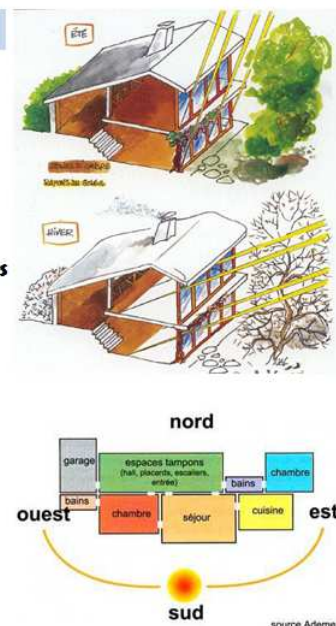 ÉTÉ
HIVER
s
nord
garage
espaces tampons
(hall, placards, escaliers,
entrée)
bains
chambre
bains
chambre
séjour
cuisine
ouest
est
sud
source Ademe